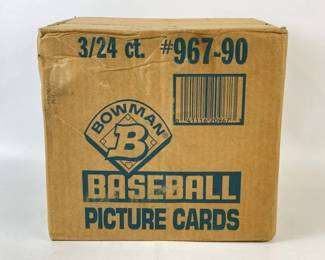 3/24 ct. #967-90
BOWMAN
B
BASEBALL
PICTURE CARDS